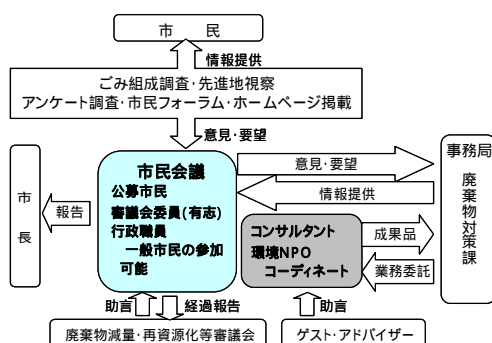 市 民
情報提供
ごみ組成調査・先進地視察
アンケート調査・市民フォーラム・ホームページ掲載
意見・要望
市長
報告
市民会議
公募市民
審議会委員(有志)
行政職員
一般市民の参加
可能
意見・要望
情報提供
コンサルタント
環境NPO
コーディネート
成果品
業務委託
事務局
廃棄物対策課
助言
経過報告
助言
廃棄物減量・再資源化等審議会
ゲスト・アドバイザー